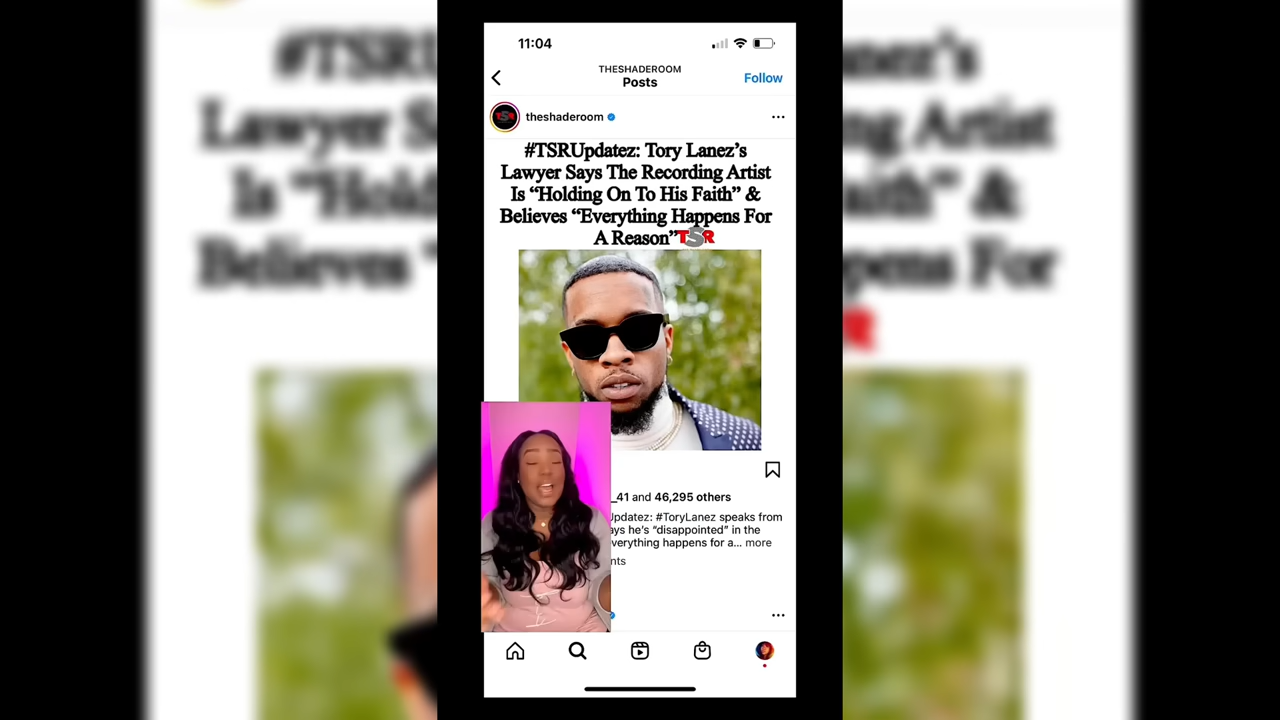 11:04
THESHADEROOM
Posts
Follow
theshaderoom
#TSRUpdatez: Tory Lanez's
Lawyer Says The Recording Artist
Is “Holding On To His Faith” &
Believes “Everything Happens For
A Reason”TSR
_41 and 46,295 others
Updatez: #ToryLanez speaks from
ays he's “disappointed” in the
verything happens for a... more
nts